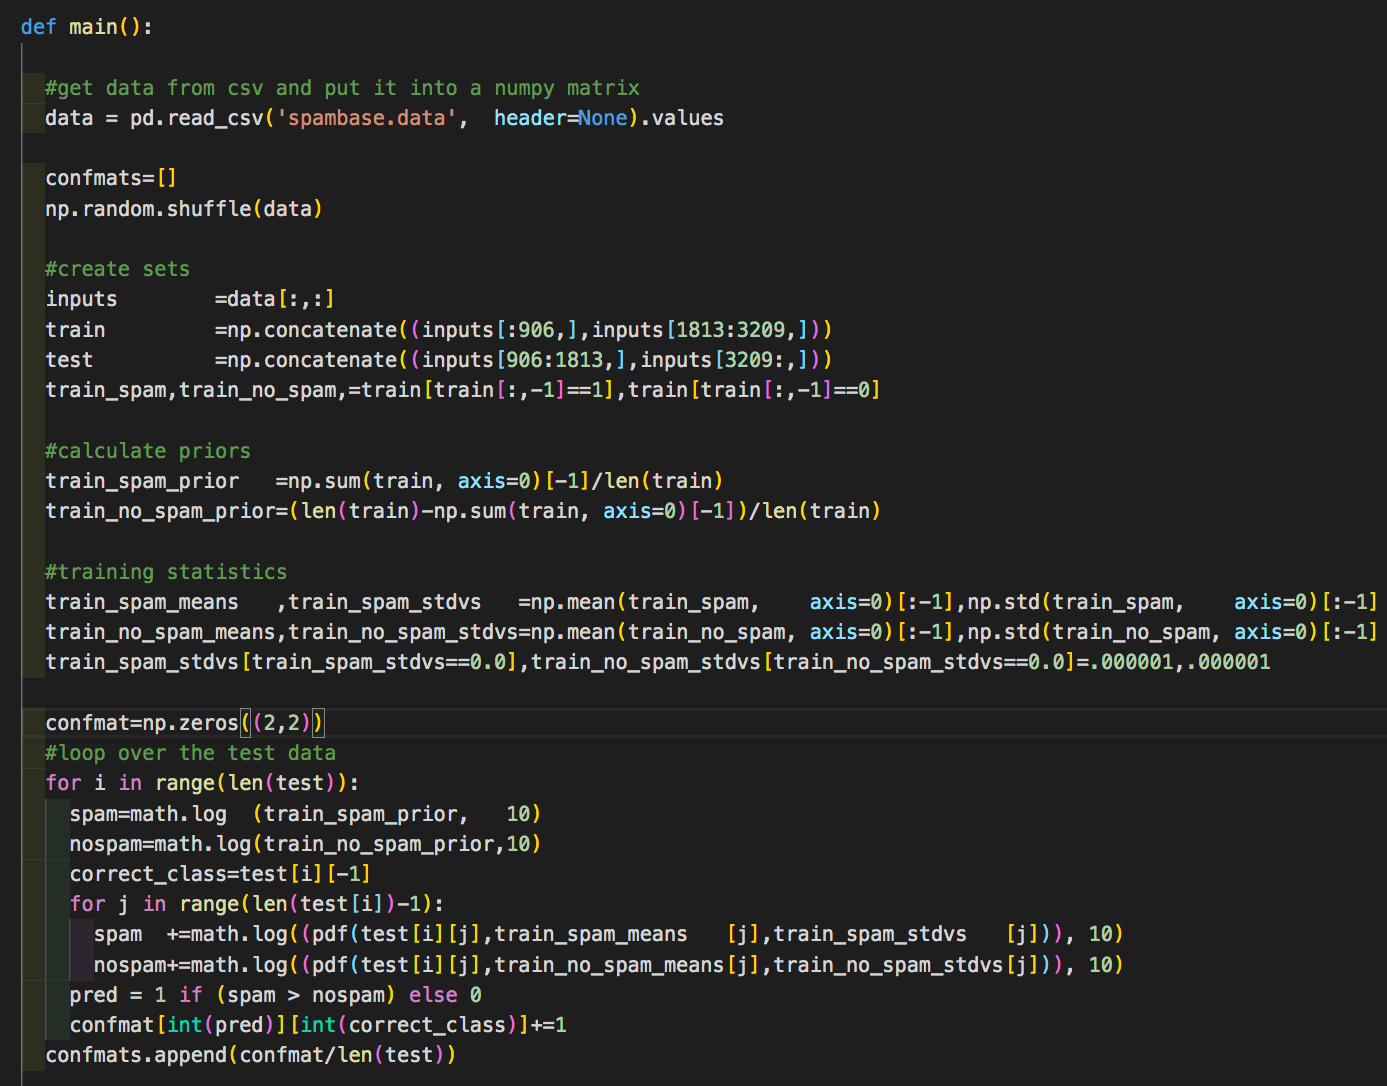 def main():
#get data from csv and put it into a numpy matrix
data = pd.read_csv('spambase.data',  header=None).values
confmats=[]
np.random.shuffle(data)
#create sets
inputs        =data[:,:]
train         =np.concatenate((inputs[:906,],inputs[1813:3209,]))
test          =np.concatenate((inputs[906:1813,],inputs[3209:,]))
train_spam,train_no_spam,=train[train[:,-1]==1],train[train[:,-1]==0]
#calculate priors
train_spam_prior   =np.sum(train, axis=0)[-1]/len(train)
train_no_spam_prior=(len(train)-np.sum(train, axis=0)[-1])/len(train)
#training statistics
train_spam_means   ,train_spam_stdvs   =np.mean(train_spam,    axis=0)[:-1],np.std(train_spam,    axis=0)[:-1]
train_no_spam_means,train_no_spam_stdvs=np.mean(train_no_spam, axis=0)[:-1],np.std(train_no_spam, axis=0)[:-1]
train_spam_stdvs[train_spam_stdvs==0.0],train_no_spam_stdvs[train_no_spam_stdvs==0.0]=.000001,.000001
confmat=np.zeros((2,2))
#loop over the test data
for i in range(len(test)):
spam=math.log  (train_spam_prior,   10)
nospam=math.log(train_no_spam_prior,10)
correct_class=test[i][-1]
for j in range(len(test[i])-1):
spam  +=math.log((pdf(test[i][j],train_spam_means   [j],train_spam_stdvs   [j])), 10)
nospam+=math.log((pdf(test[i][j],train_no_spam_means[j],train_no_spam_stdvs[j])), 10)
pred = 1 if (spam > nospam) else 0
confmat[int(pred)][int(correct_class)]+=1
confmats.append(confmat/len(test))